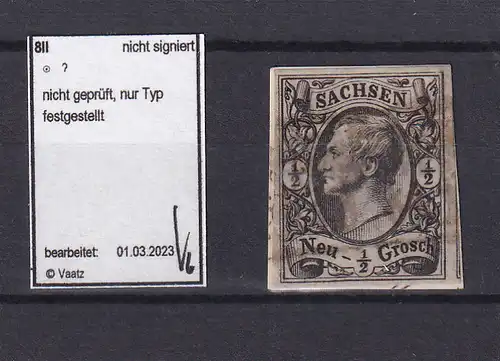 8II nicht signiert
⊙ ?
nicht geprüft, nur Typ
festgestellt
bearbeitet: 01.03.2023
© Vaatz
SACHSEN
½ ½
Neu - ½ Grosch